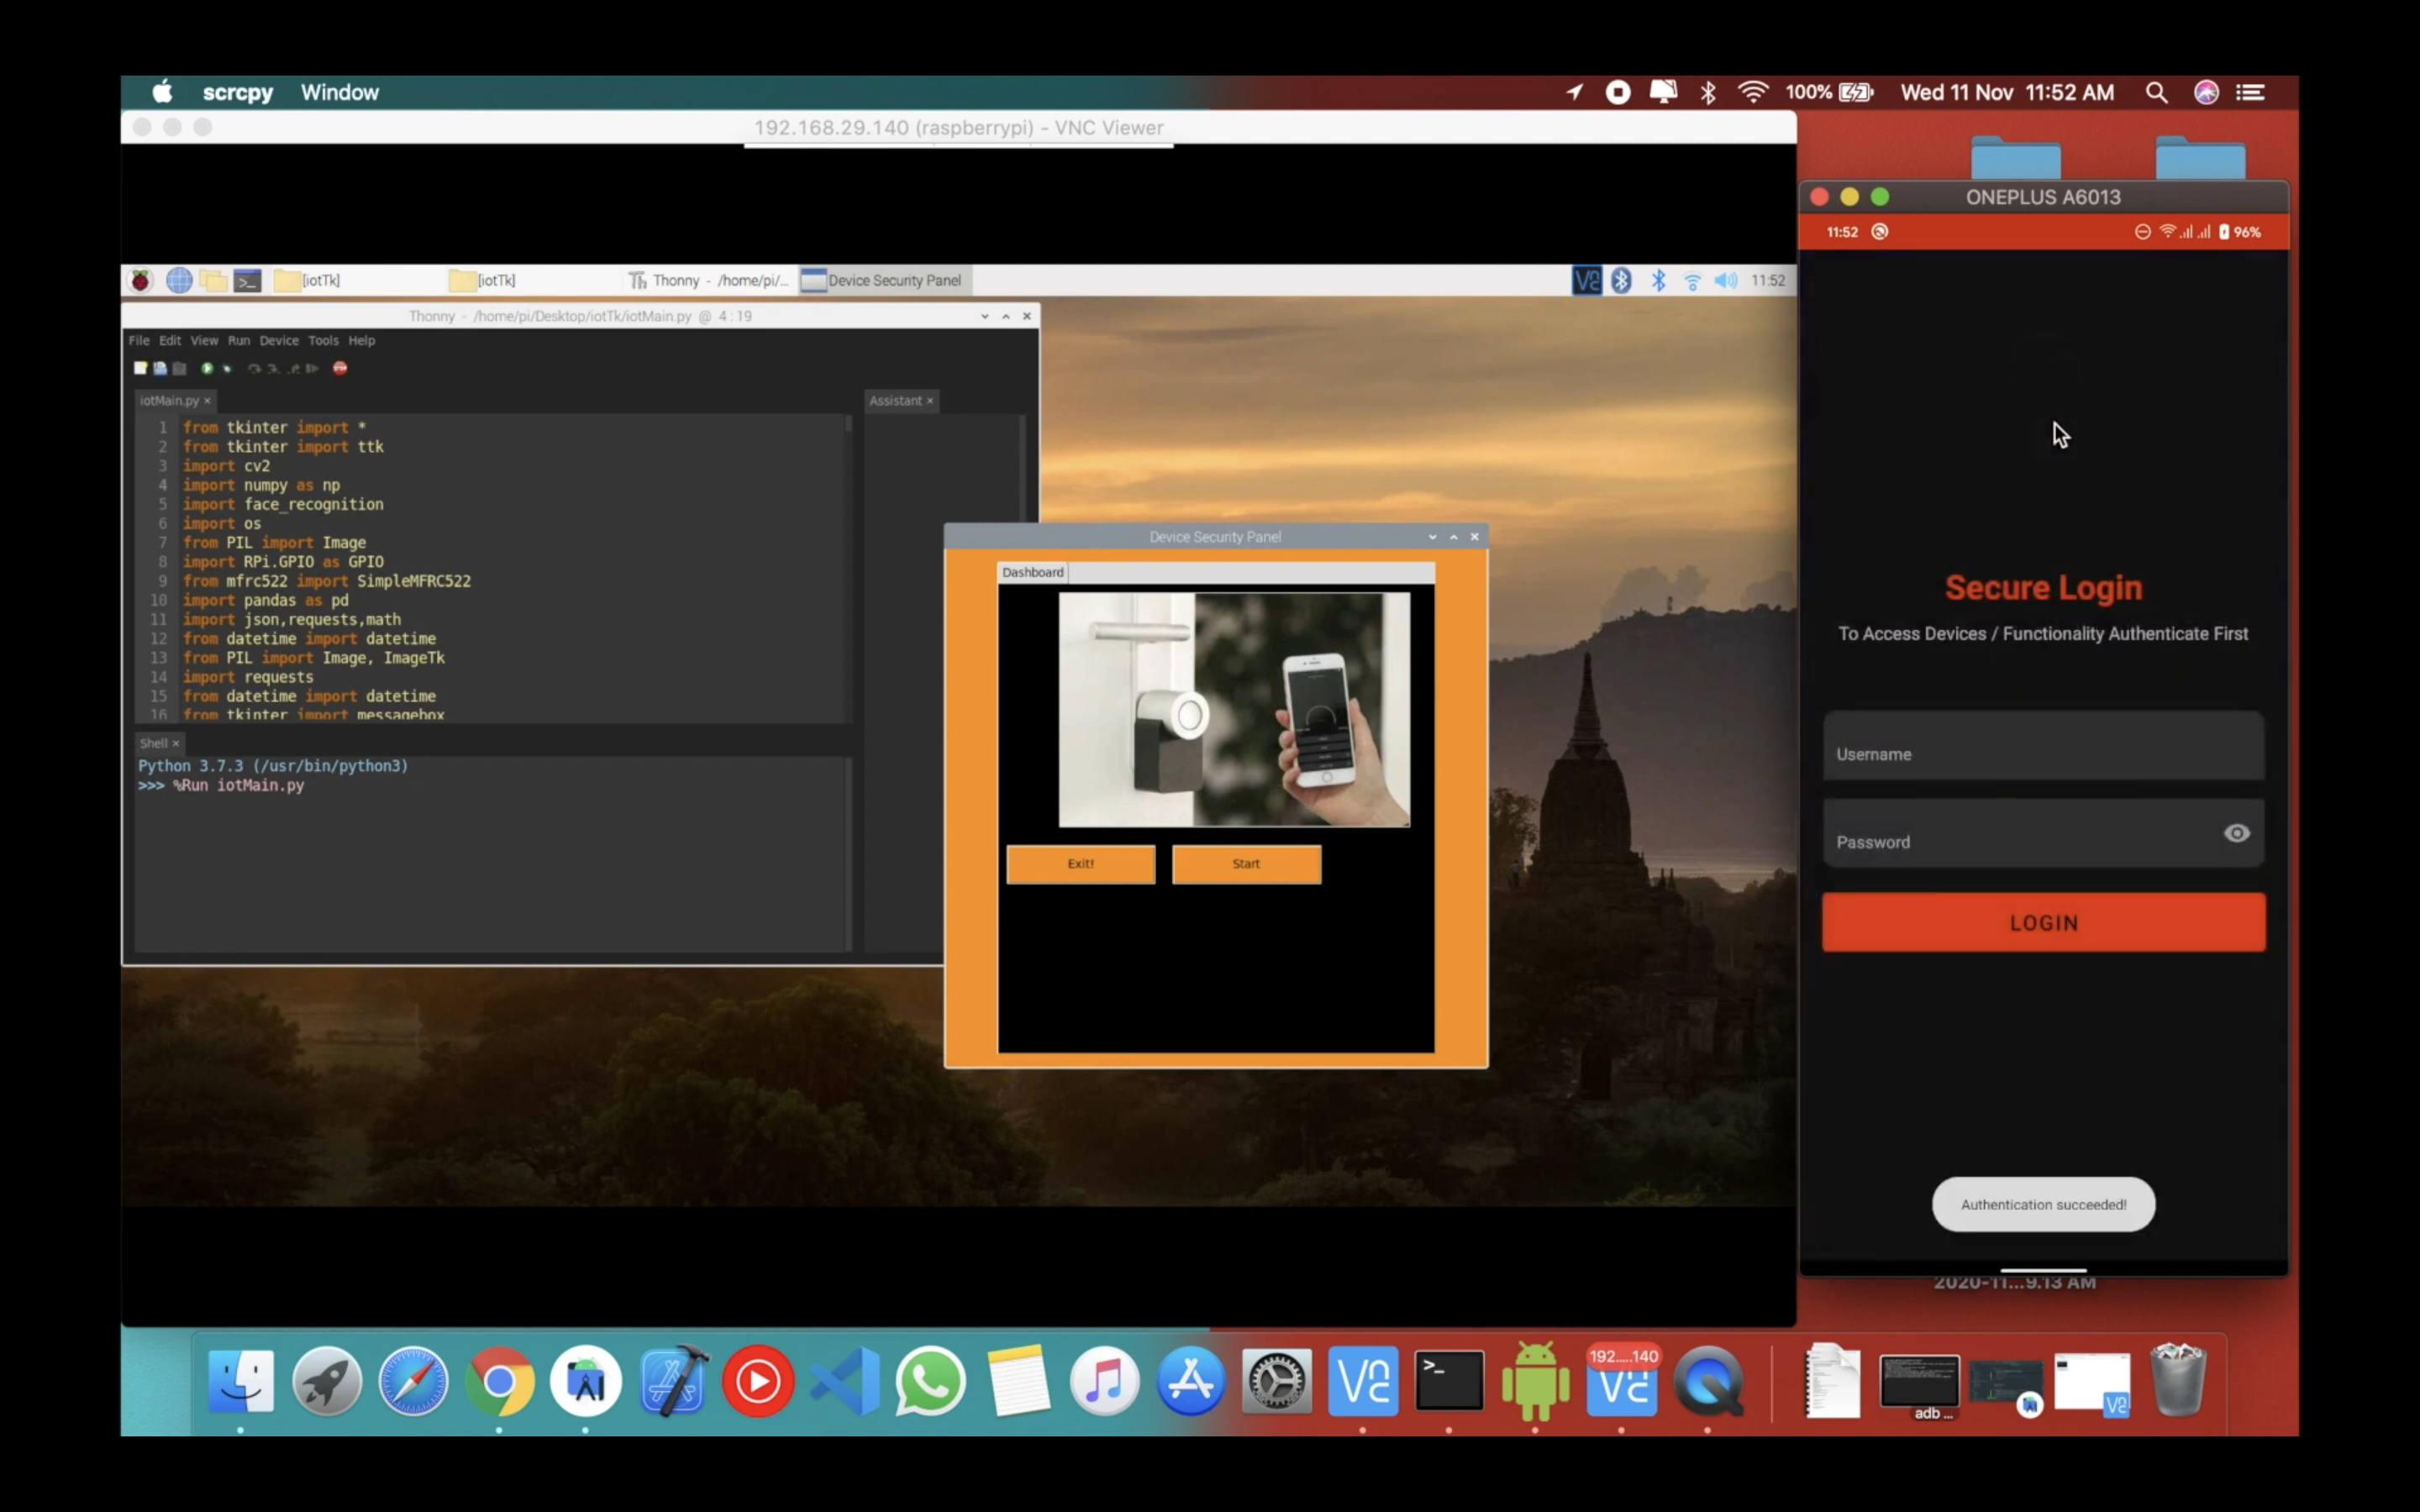 scrcpy Window
100% Wed 11 Nov 11:52 AM
192.168.29.140 (raspberrypi) - VNC Viewer
[iotTk] [iotTk] Thonny - /home/pi/... Device Security Panel
11:52
Thonny - /home/pi/Desktop/iotTk/iotMain.py @ 4:19
File Edit View Run Device Tools Help
iotMain.py ×
Assistant ×
1 from tkinter import *
2 from tkinter import ttk
3 import cv2
4 import numpy as np
5 import face_recognition
6 import os
7 from PIL import Image
8 import RPi.GPIO as GPIO
9 from mfrc522 import SimpleMFRC522
10 import pandas as pd
11 import json,requests,math
12 from datetime import datetime
13 from PIL import Image, ImageTk
14 import requests
15 from datetime import datetime
16 from tkinter import messagebox
Shell ×
Python 3.7.3 (/usr/bin/python3)
>>> %Run iotMain.py
Device Security Panel
Dashboard
Exit!
Start
ONEPLUS A6013
11:52
96%
Secure Login
To Access Devices / Functionality Authenticate First
Username
Password
LOGIN
Authentication succeeded!
2020-11...9.13 AM
192.....140
adb ...